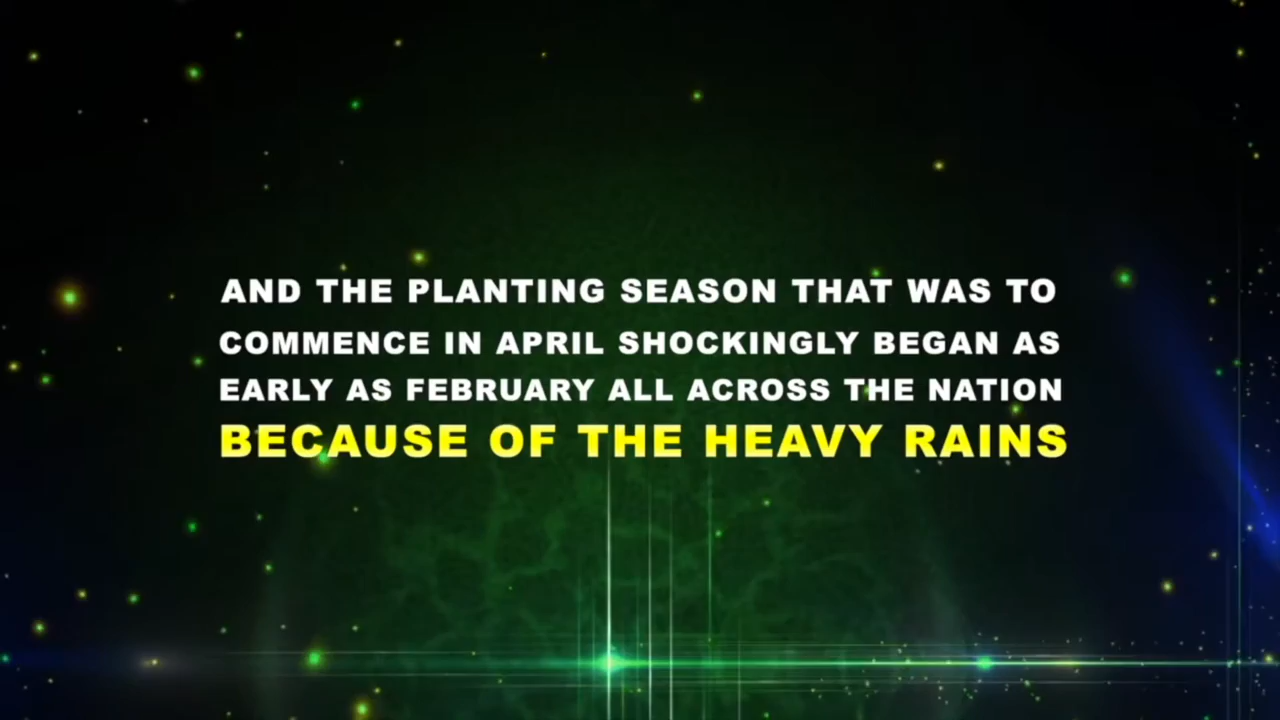 AND THE PLANTING SEASON THAT WAS TO
COMMENCE IN APRIL SHOCKINGLY BEGAN AS
EARLY AS FEBRUARY ALL ACROSS THE NATION
BECAUSE OF THE HEAVY RAINS